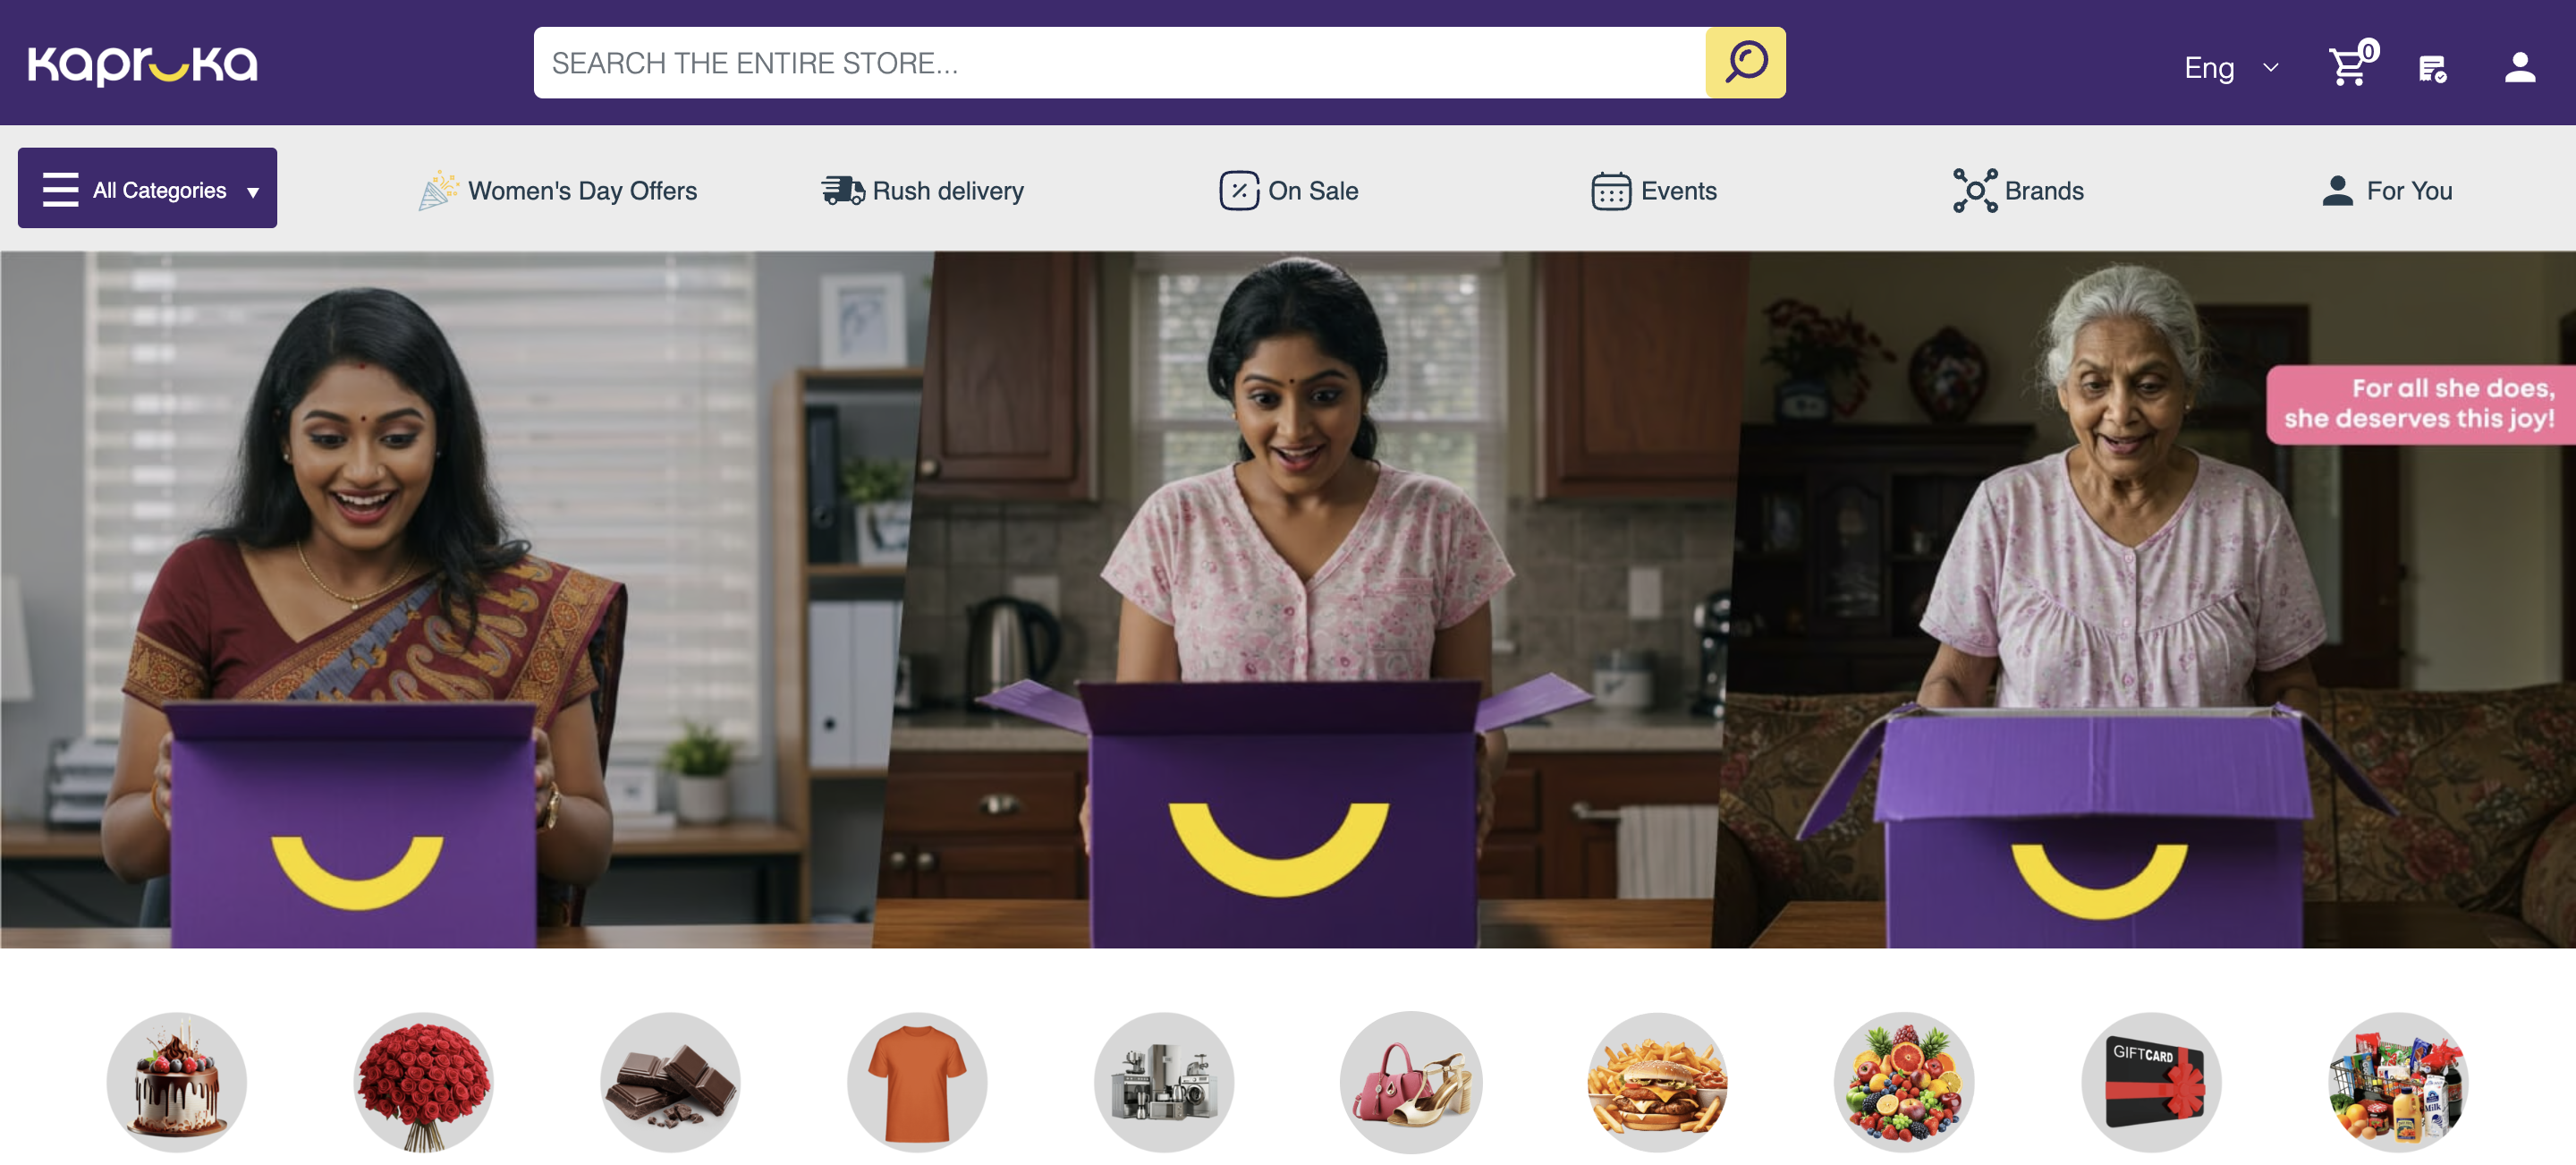 kapruka
SEARCH THE ENTIRE STORE...
Eng
0
All Categories
Women's Day Offers
Rush delivery
On Sale
Events
Brands
For You
For all she does,
she deserves this joy!
GIFTCARD
Milk